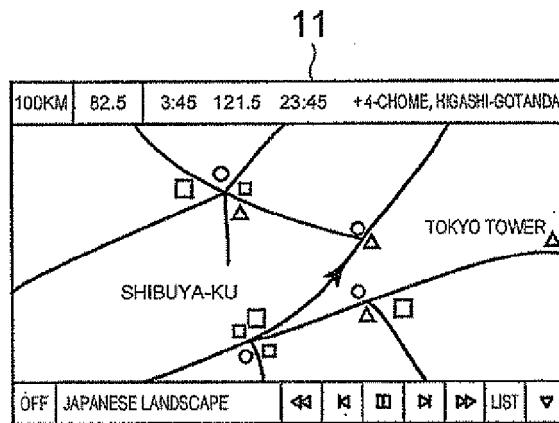 11
100KM 82.5 3:45 121.5 23:45 +4-CHOME, HIGASHI-GOTANDA
TOKYO TOWER
SHIBUYA-KU
OFF JAPANESE LANDSCAPE LIST